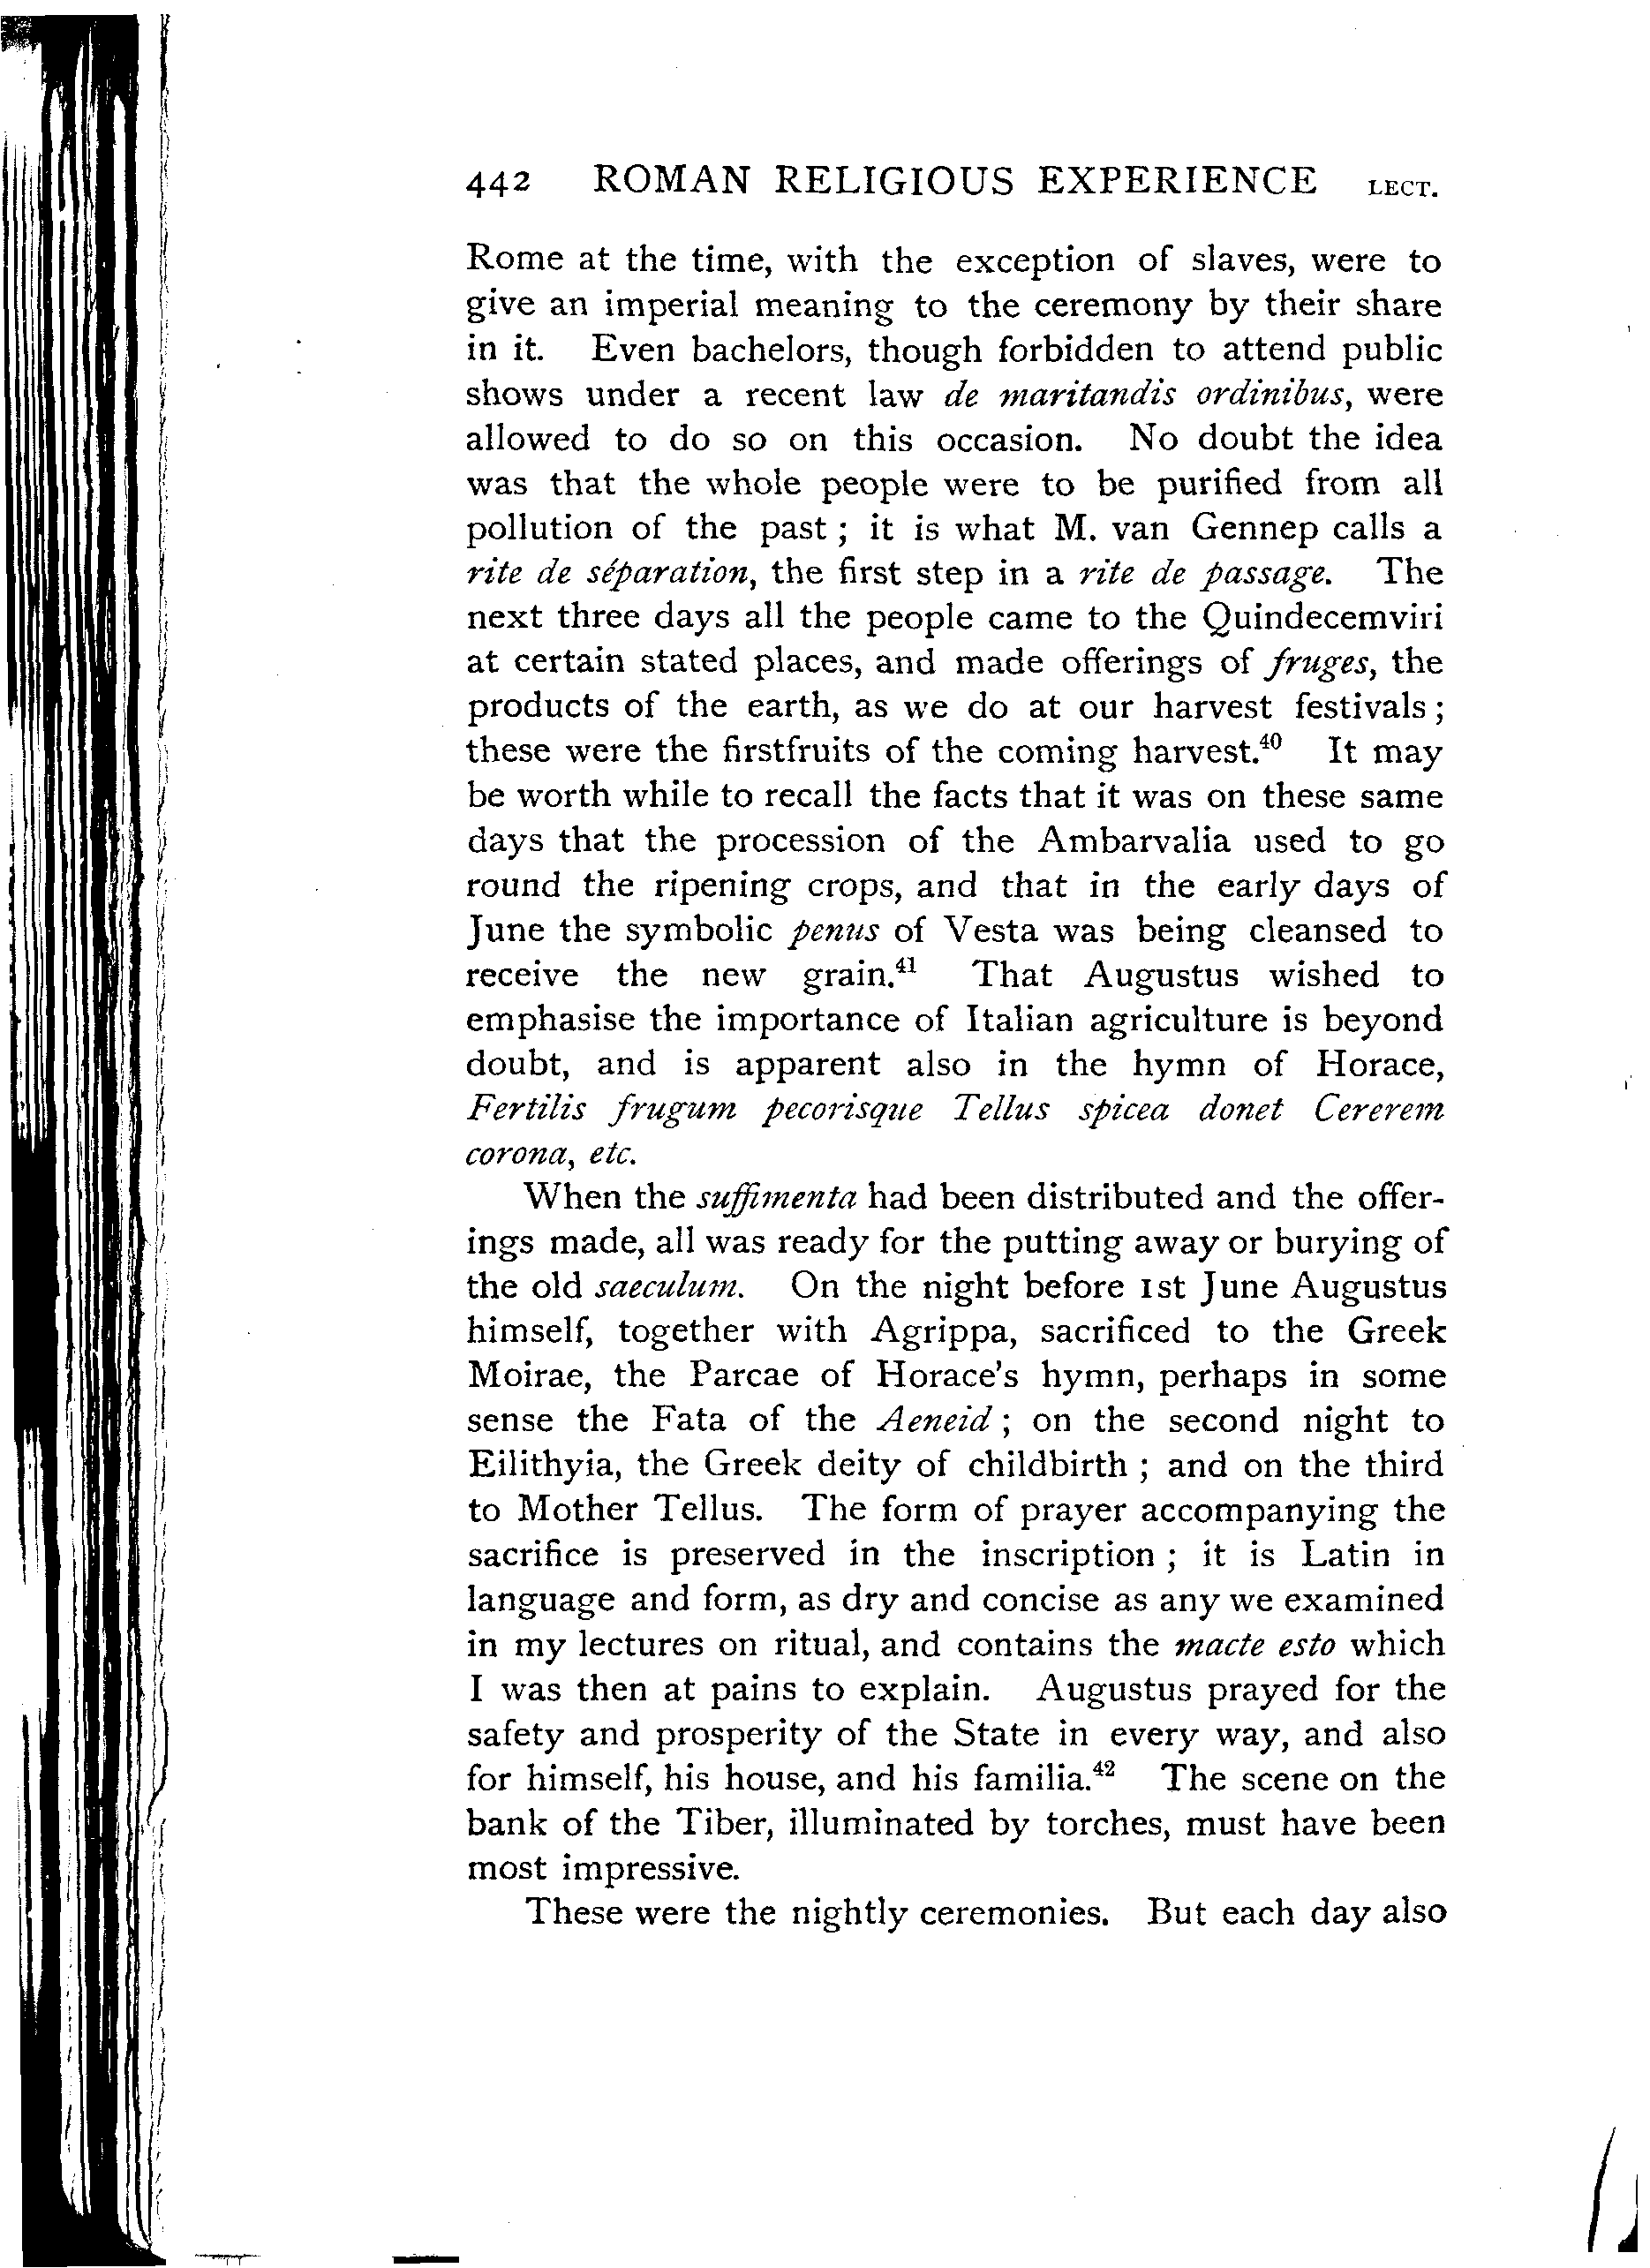 442 ROMAN RELIGIOUS EXPERIENCE LECT.
Rome at the time, with the exception of slaves, were to
give an imperial meaning to the ceremony by their share
in it. Even bachelors, though forbidden to attend public
shows under a recent law de maritandis ordinibus, were
allowed to do so on this occasion. No doubt the idea
was that the whole people were to be purified from all
pollution of the past ; it is what M. van Gennep calls a
rite de séparation, the first step in a rite de passage. The
next three days all the people came to the Quindecemviri
at certain stated places, and made offerings of fruges, the
products of the earth, as we do at our harvest festivals ;
these were the firstfruits of the coming harvest.⁴⁰ It may
be worth while to recall the facts that it was on these same
days that the procession of the Ambarvalia used to go
round the ripening crops, and that in the early days of
June the symbolic penus of Vesta was being cleansed to
receive the new grain.⁴¹ That Augustus wished to
emphasise the importance of Italian agriculture is beyond
doubt, and is apparent also in the hymn of Horace,
Fertilis frugum pecorisque Tellus spicea donet Cererem
corona, etc.
When the suffimenta had been distributed and the offer-
ings made, all was ready for the putting away or burying of
the old saeculum. On the night before 1st June Augustus
himself, together with Agrippa, sacrificed to the Greek
Moirae, the Parcae of Horace's hymn, perhaps in some
sense the Fata of the Aeneid ; on the second night to
Eilithyia, the Greek deity of childbirth ; and on the third
to Mother Tellus. The form of prayer accompanying the
sacrifice is preserved in the inscription ; it is Latin in
language and form, as dry and concise as any we examined
in my lectures on ritual, and contains the macte esto which
I was then at pains to explain. Augustus prayed for the
safety and prosperity of the State in every way, and also
for himself, his house, and his familia.⁴² The scene on the
bank of the Tiber, illuminated by torches, must have been
most impressive.
These were the nightly ceremonies. But each day also